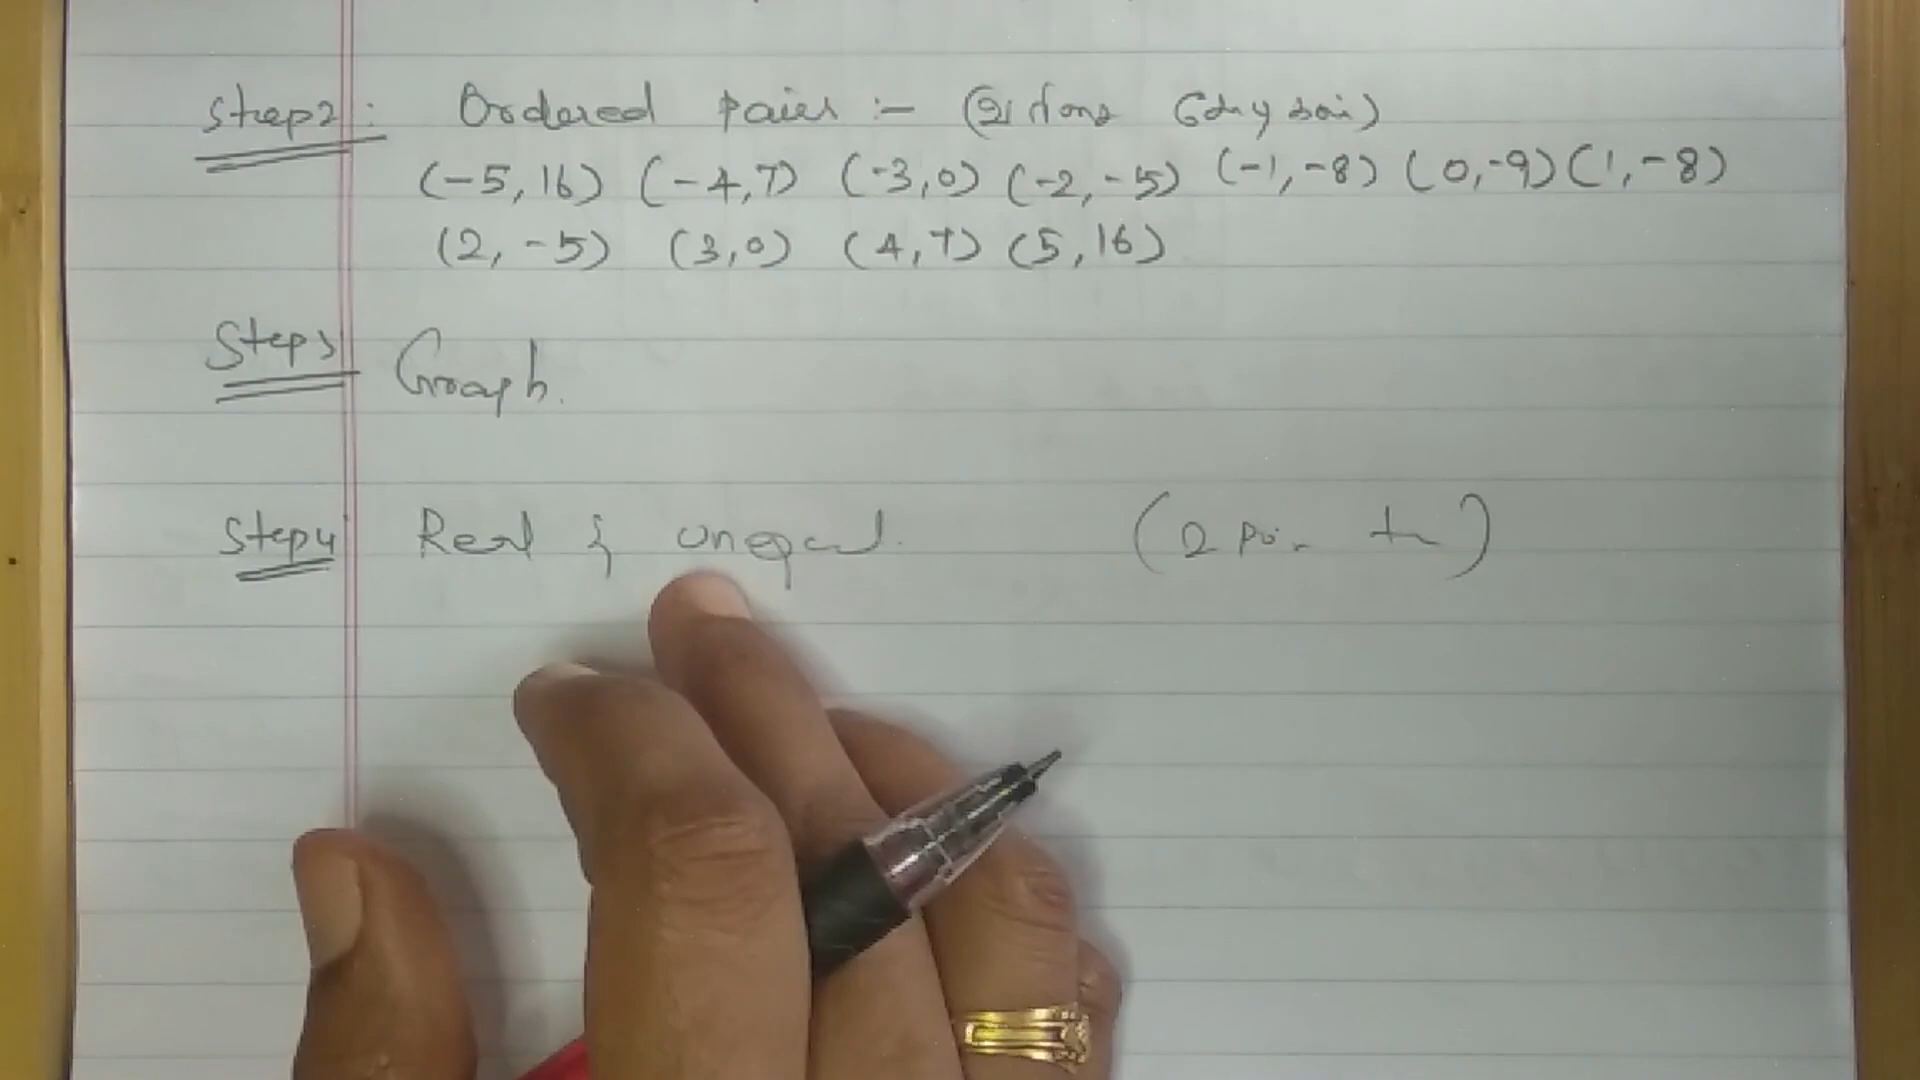 Step2: Ordered pairs :-
(-5,16) (-4,7) (-3,0) (-2,-5) (-1,-8) (0,-9) (1,-8)
(2,-5) (3,0) (4,7) (5,16)
Step3 Graph.
Step4 Real & unequal. (2